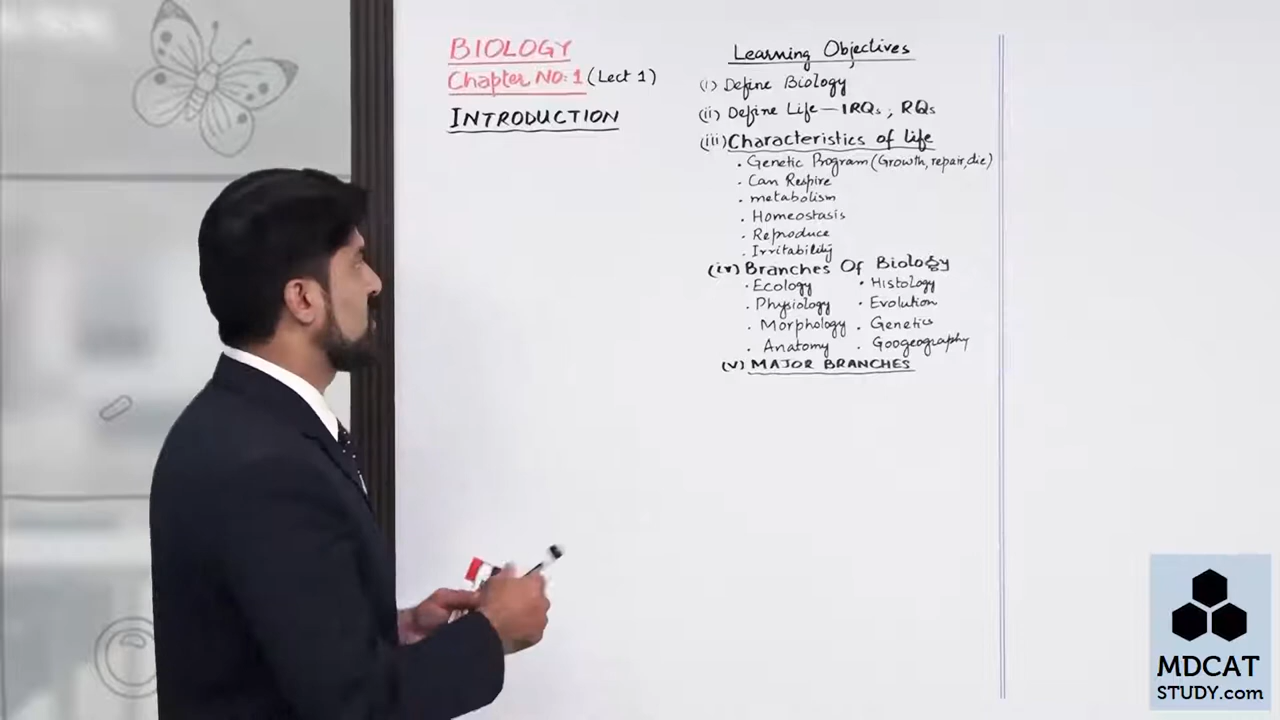 BIOLOGY
Chapter NO: 1 (Lect 1)
INTRODUCTION
Learning Objectives
(i) Define Biology
(ii) Define Life — IRQs ; RQs
(iii) Characteristics of life
. Genetic Program (Growth, repair, die)
. Can Respire
. metabolism
. Homeostasis
. Reproduce
. Irritability
(iv) Branches Of Biology
. Ecology . Histology
. Physiology . Evolution
. Morphology . Genetics
. Anatomy . Googeography
(v) MAJOR BRANCHES
MDCAT
STUDY.com